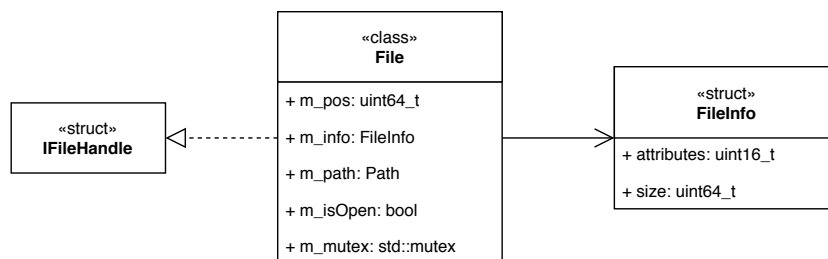 «struct»
IFileHandle
«class»
File
+ m_pos: uint64_t
+ m_info: FileInfo
+ m_path: Path
+ m_isOpen: bool
+ m_mutex: std::mutex
«struct»
FileInfo
+ attributes: uint16_t
+ size: uint64_t